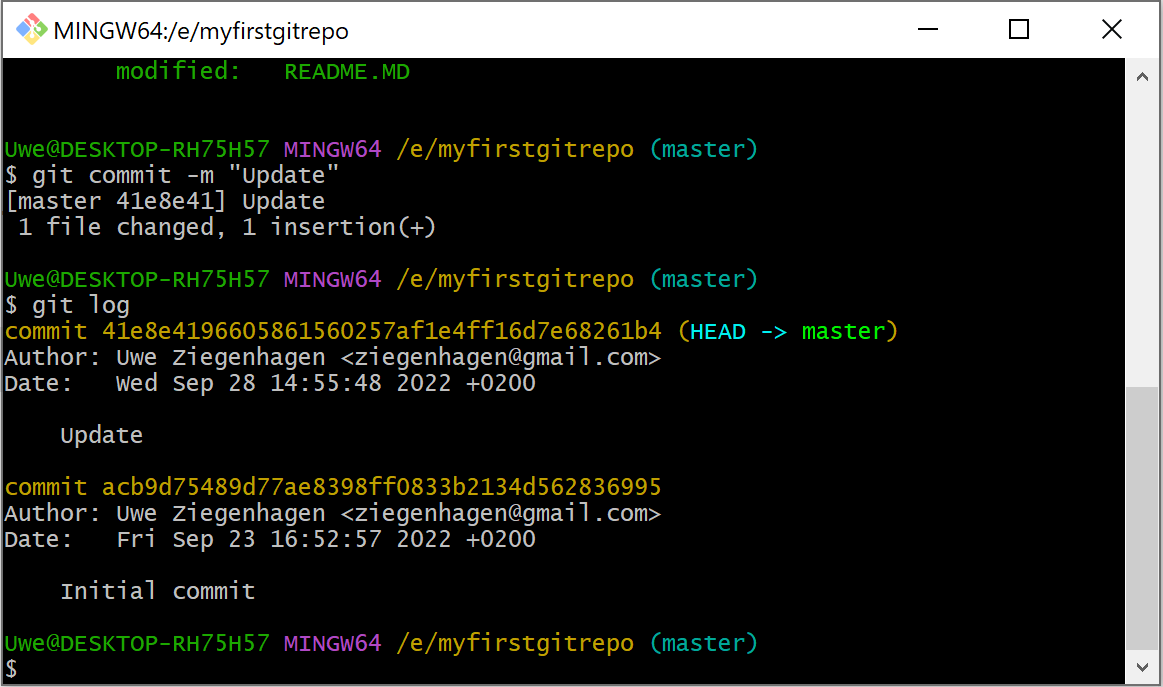 MINGW64:/e/myfirstgitrepo
modified:   README.MD
Uwe@DESKTOP-RH75H57 MINGW64 /e/myfirstgitrepo (master)
$ git commit -m "Update"
[master 41e8e41] Update
1 file changed, 1 insertion(+)
Uwe@DESKTOP-RH75H57 MINGW64 /e/myfirstgitrepo (master)
$ git log
commit 41e8e4196605861560257af1e4ff16d7e68261b4 (HEAD -> master)
Author: Uwe Ziegenhagen <ziegenhagen@gmail.com>
Date:   Wed Sep 28 14:55:48 2022 +0200
Update
commit acb9d75489d77ae8398ff0833b2134d562836995
Author: Uwe Ziegenhagen <ziegenhagen@gmail.com>
Date:   Fri Sep 23 16:52:57 2022 +0200
Initial commit
Uwe@DESKTOP-RH75H57 MINGW64 /e/myfirstgitrepo (master)
$